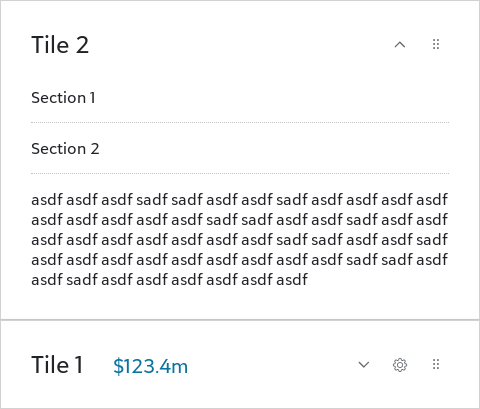 Tile 2
Section 1
Section 2
asdf asdf asdf sadf sadf asdf asdf sadf asdf asdf asdf asdf
asdf asdf asdf asdf asdf sadf sadf asdf asdf sadf asdf asdf
asdf asdf asdf asdf asdf asdf asdf sadf sadf asdf asdf sadf
asdf asdf asdf asdf asdf asdf asdf asdf asdf sadf sadf asdf
asdf sadf asdf asdf asdf asdf asdf asdf
Tile 1 $123.4m